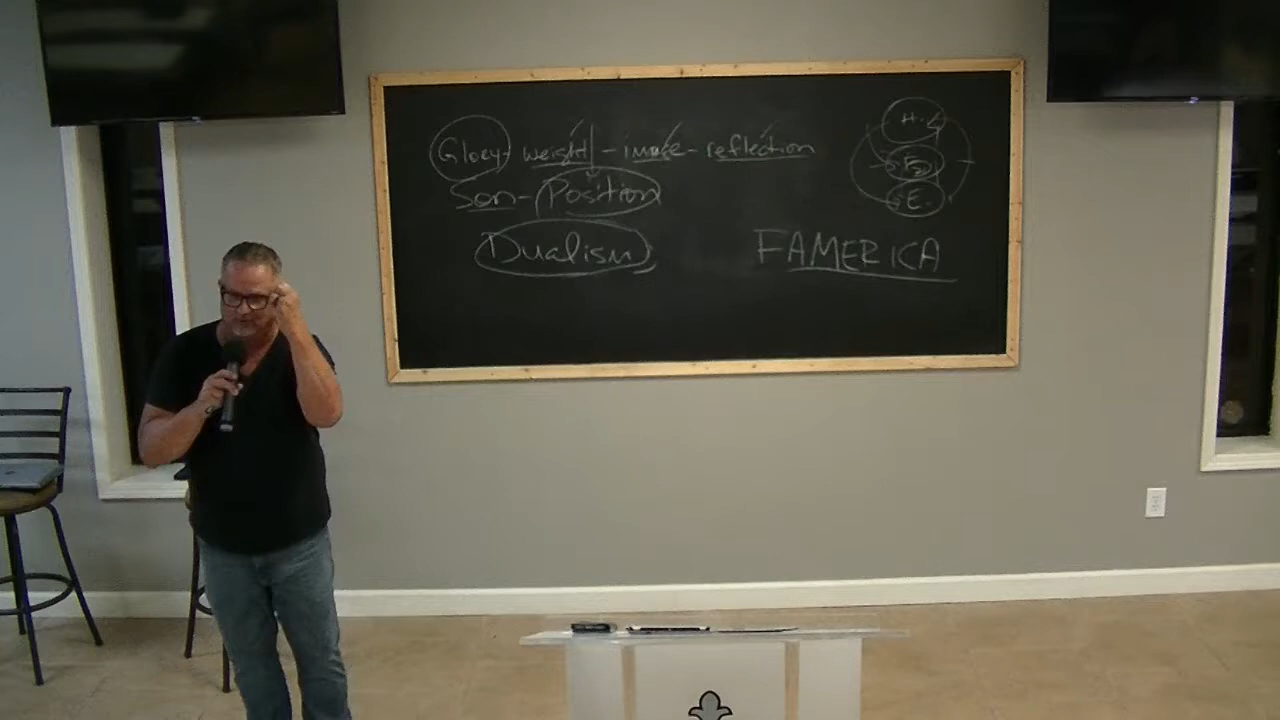 Glory - weight - image - reflection
Son - Position
Dualism
H.
E.
FAMERICA